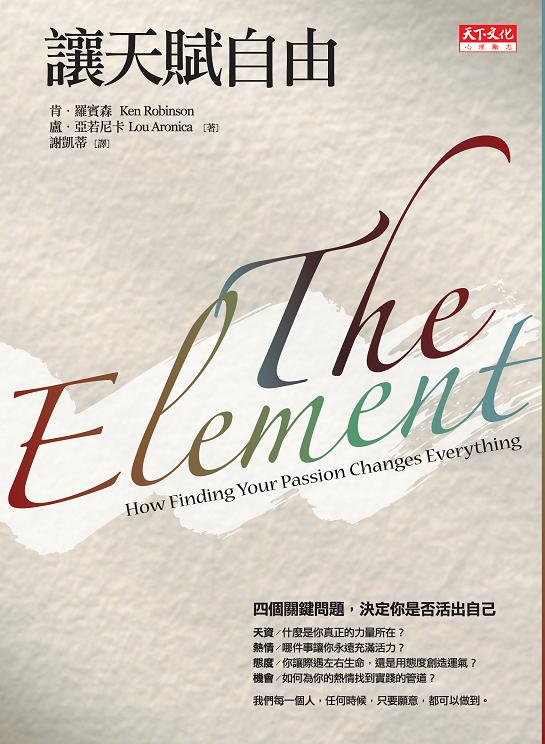 讓天賦自由
天下文化
心理勵志
肯．羅賓森 Ken Robinson
盧．亞若尼卡 Lou Aronica [著]
謝凱蒂 [譯]
The
Element
How Finding Your Passion Changes Everything
四個關鍵問題，決定你是否活出自己
天資／什麼是你真正的力量所在？
熱情／哪件事讓你永遠充滿活力？
態度／你讓際遇左右生命，還是用態度創造運氣？
機會／如何為你的熱情找到實踐的管道？
我們每一個人，任何時候，只要願意，都可以做到。